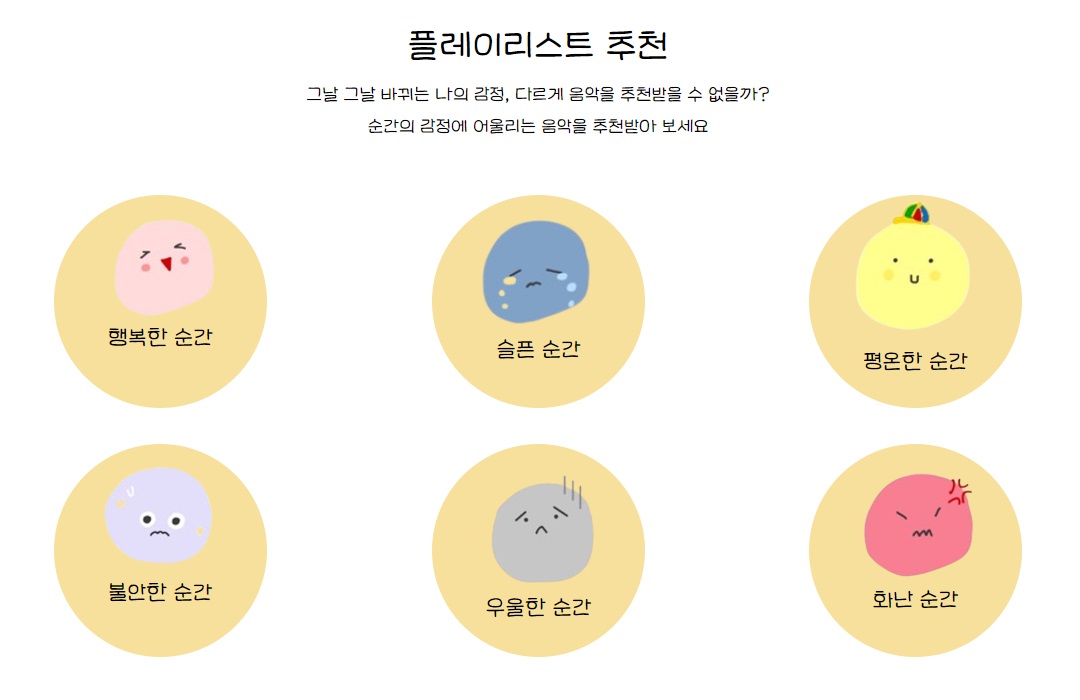 플레이리스트 추천
그날 그날 바뀌는 나의 감정, 다르게 음악을 추천받을 수 없을까?
순간의 감정에 어울리는 음악을 추천받아 보세요
행복한 순간
슬픈 순간
평온한 순간
불안한 순간
우울한 순간
화난 순간